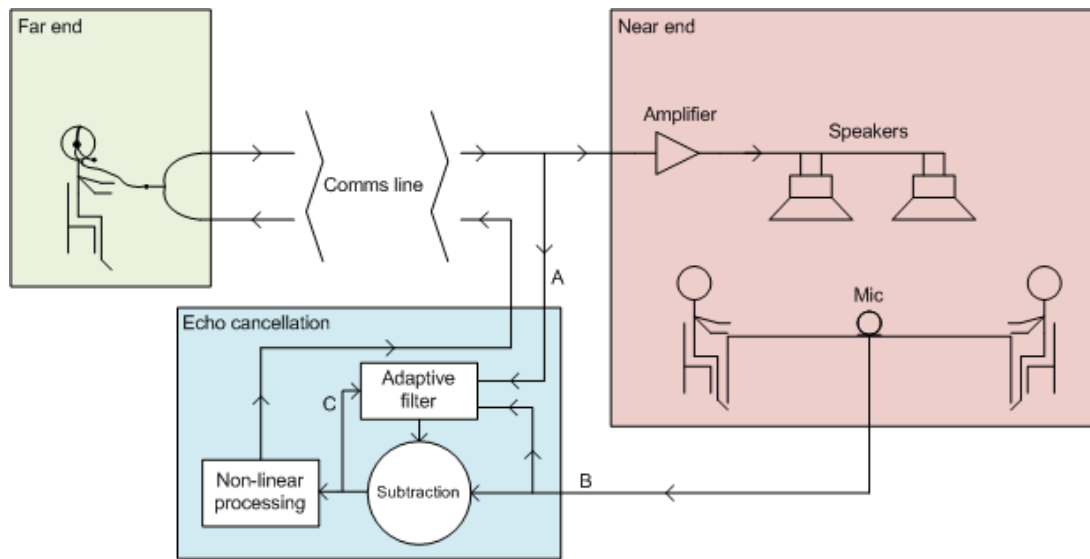 Far end
Near end
Amplifier
Speakers
Comms line
A
Mic
Echo cancellation
Adaptive
filter
C
Non-linear
processing
Subtraction
B